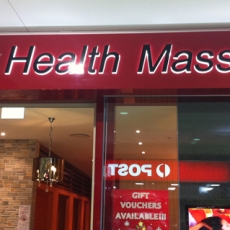 Health Mass
POST
GIFT
VOUCHERS
AVAILABLE!!!